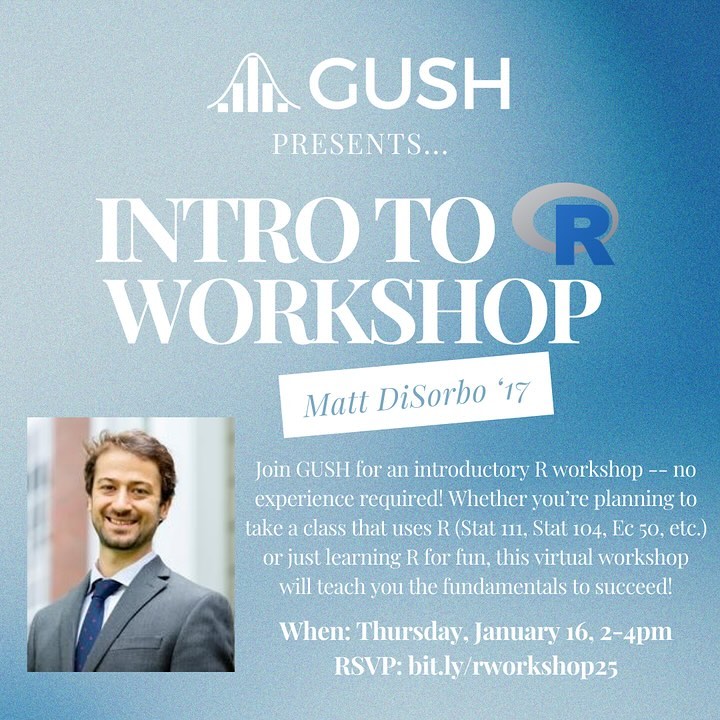 GUSH
PRESENTS...
INTRO TO R
WORKSHOP
Matt DiSorbo ‘17
Join GUSH for an introductory R workshop -- no
experience required! Whether you’re planning to
take a class that uses R (Stat 111, Stat 104, Ec 50, etc.)
or just learning R for fun, this virtual workshop
will teach you the fundamentals to succeed!
When: Thursday, January 16, 2-4pm
RSVP: bit.ly/rworkshop25